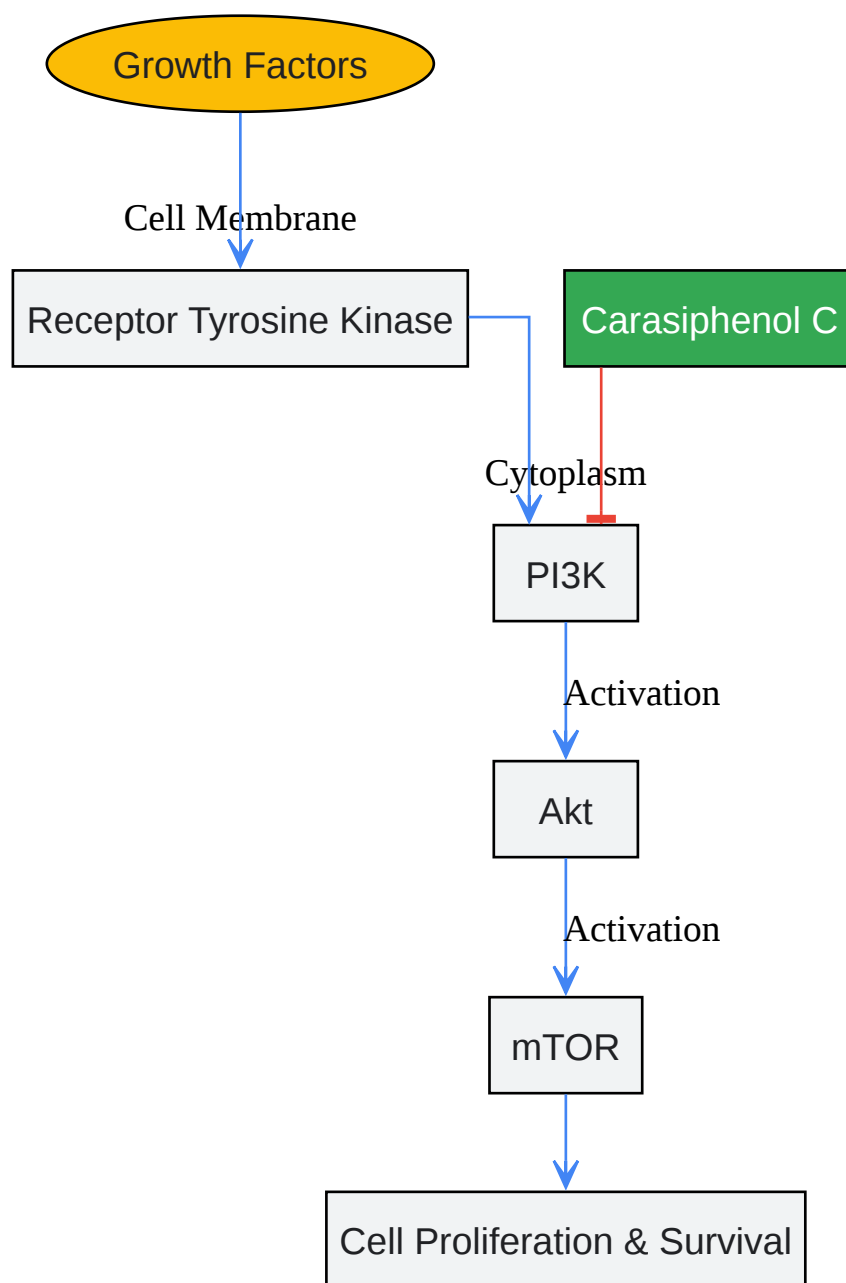 Growth Factors
Cell Membrane
Receptor Tyrosine Kinase
Carasiphenol C
Cytoplasm
PI3K
Activation
Akt
Activation
mTOR
Cell Proliferation & Survival